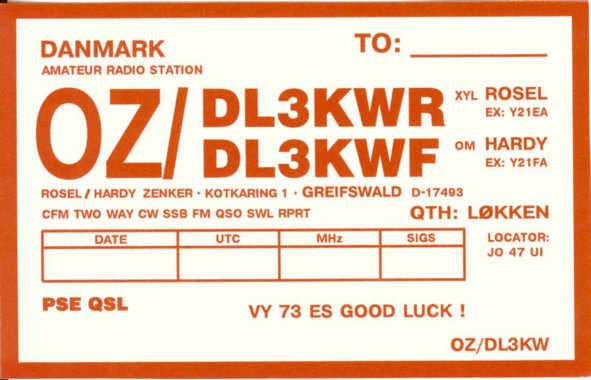 DANMARK
TO:
AMATEUR RADIO STATION
OZ/
DL3KWR XYL ROSEL
EX: Y21EA
DL3KWF OM HARDY
EX: Y21FA
ROSEL / HARDY ZENKER · KOTKARING 1 · GREIFSWALD D-17493
CFM TWO WAY CW SSB FM QSO SWL RPRT
QTH: LØKKEN
DATE UTC MHz SIGS
LOCATOR:
JO 47 UI
PSE QSL
VY 73 ES GOOD LUCK !
OZ/DL3KW